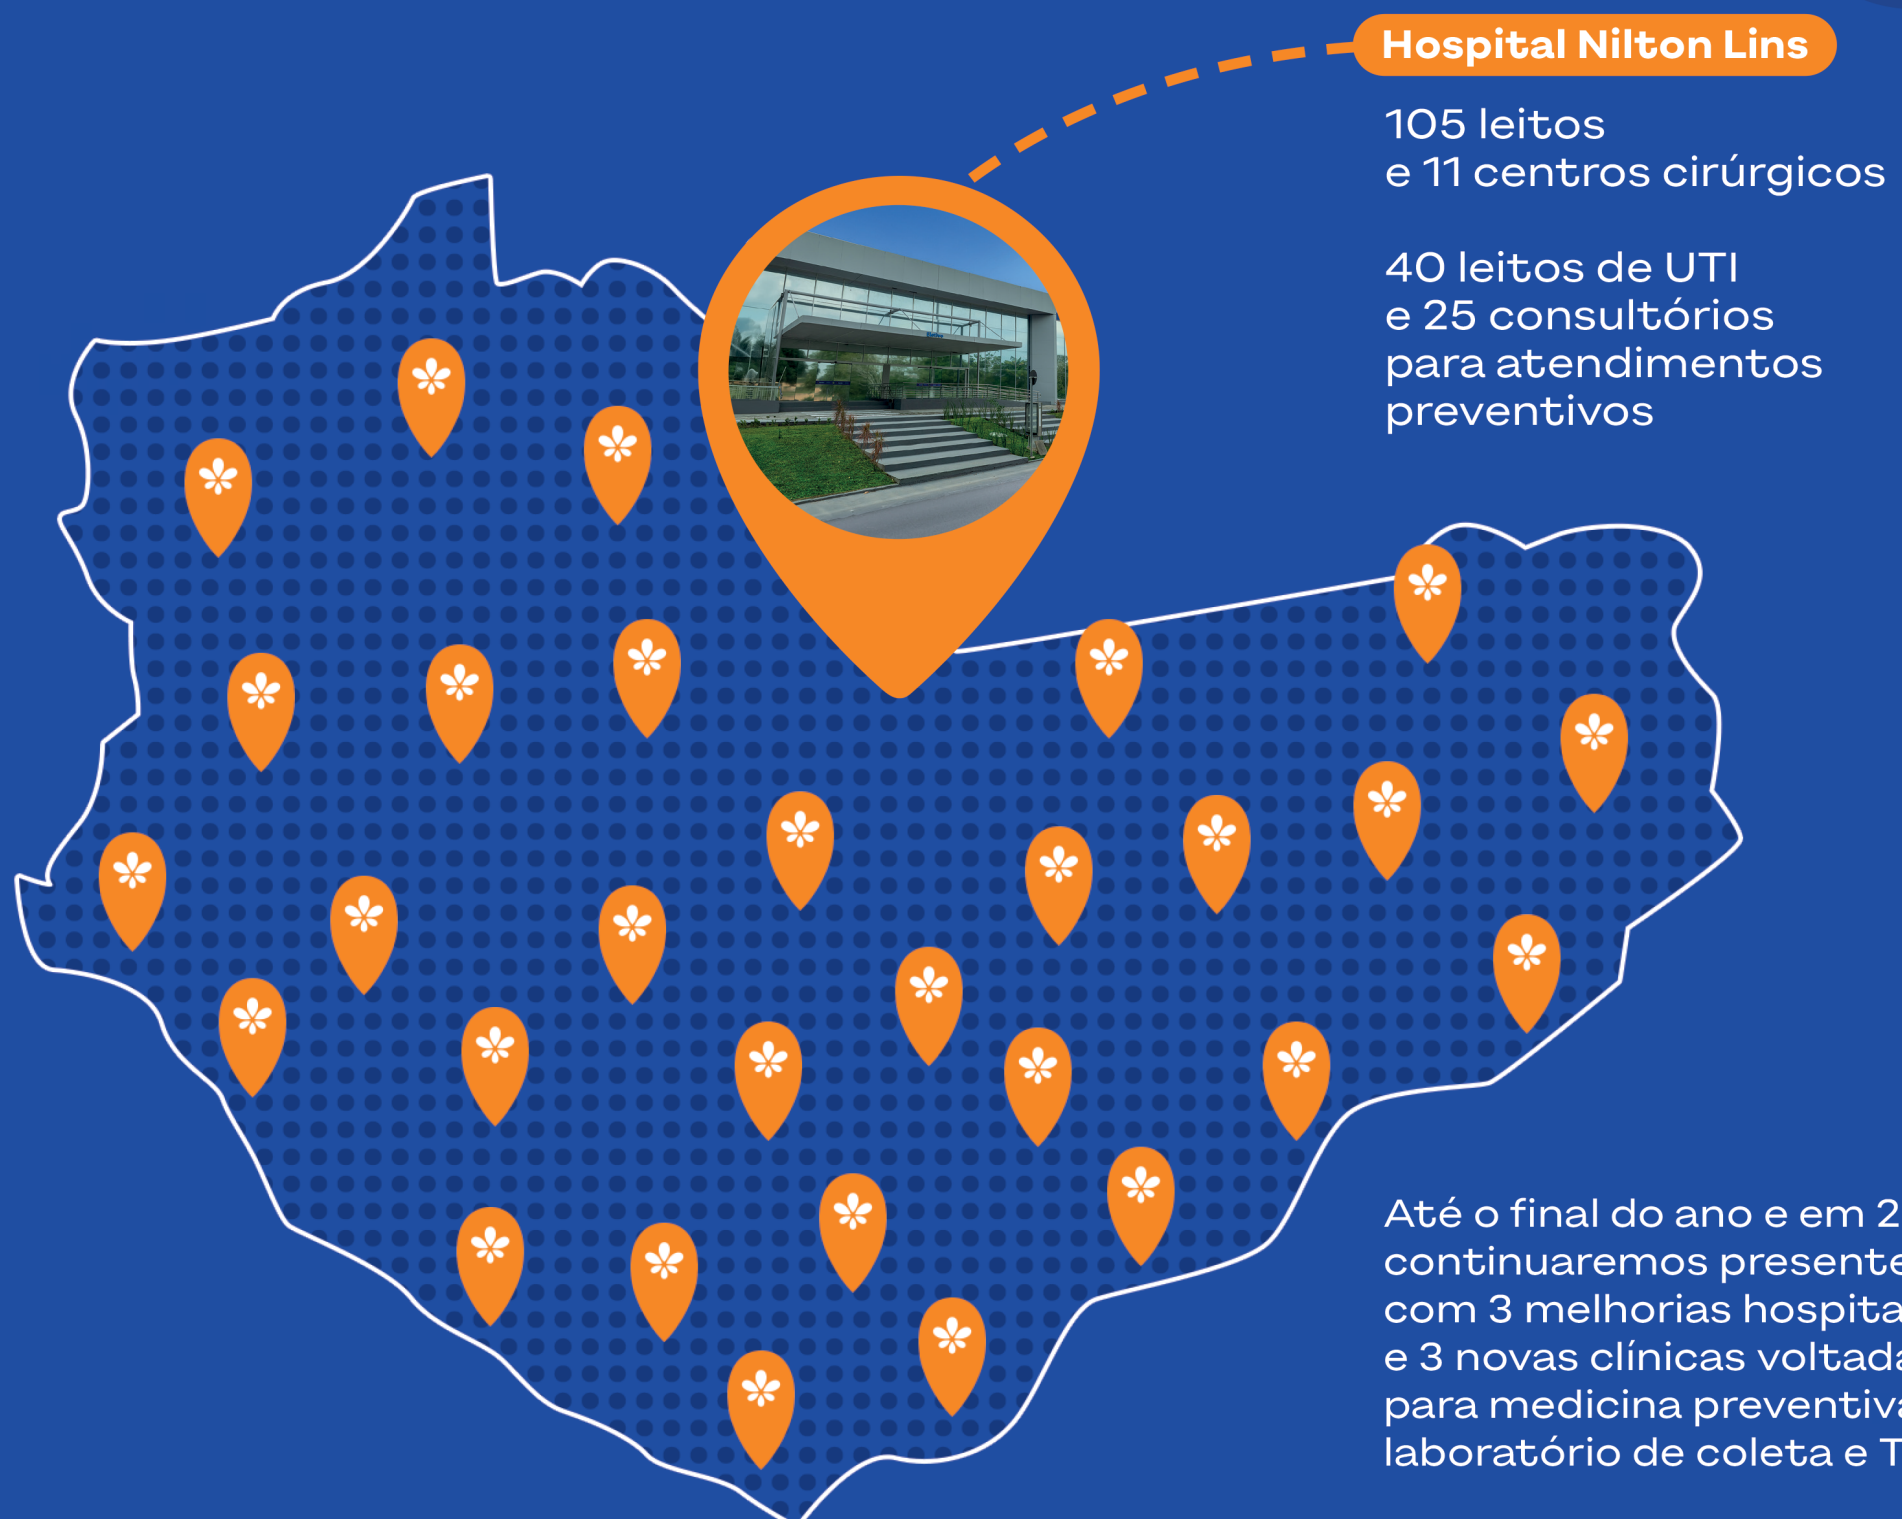 Hospital Nilton Lins
105 leitos
e 11 centros cirúrgicos
40 leitos de UTI
e 25 consultórios
para atendimentos
preventivos
Até o final do ano e em
continuaremos
com 3 melhorias
e 3 novas clínicas
para medicina
laboratório de coleta e